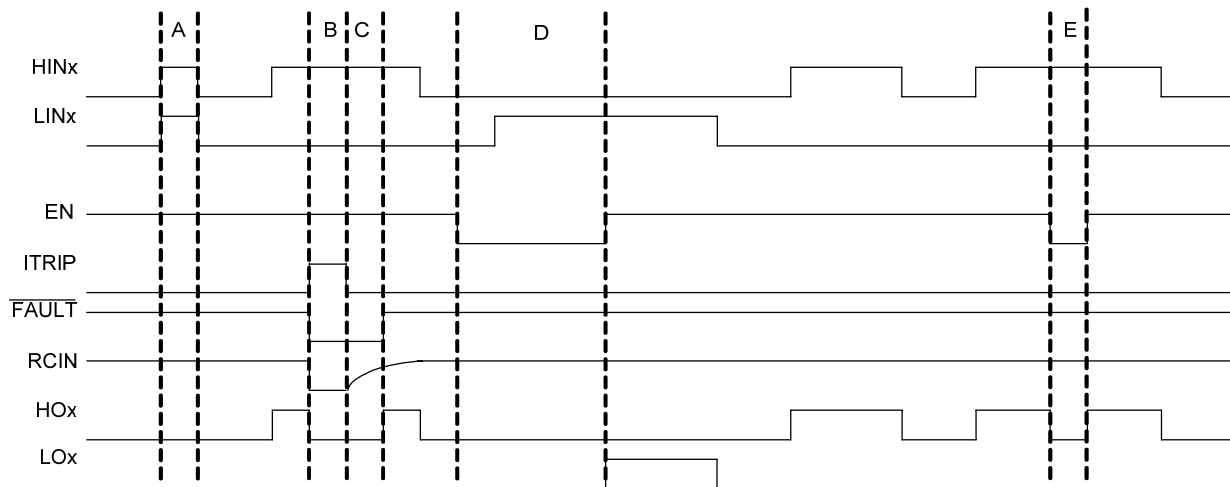 A B C D E
HINx
LINx
EN
ITRIP
FAULT
RCIN
HOx
LOx